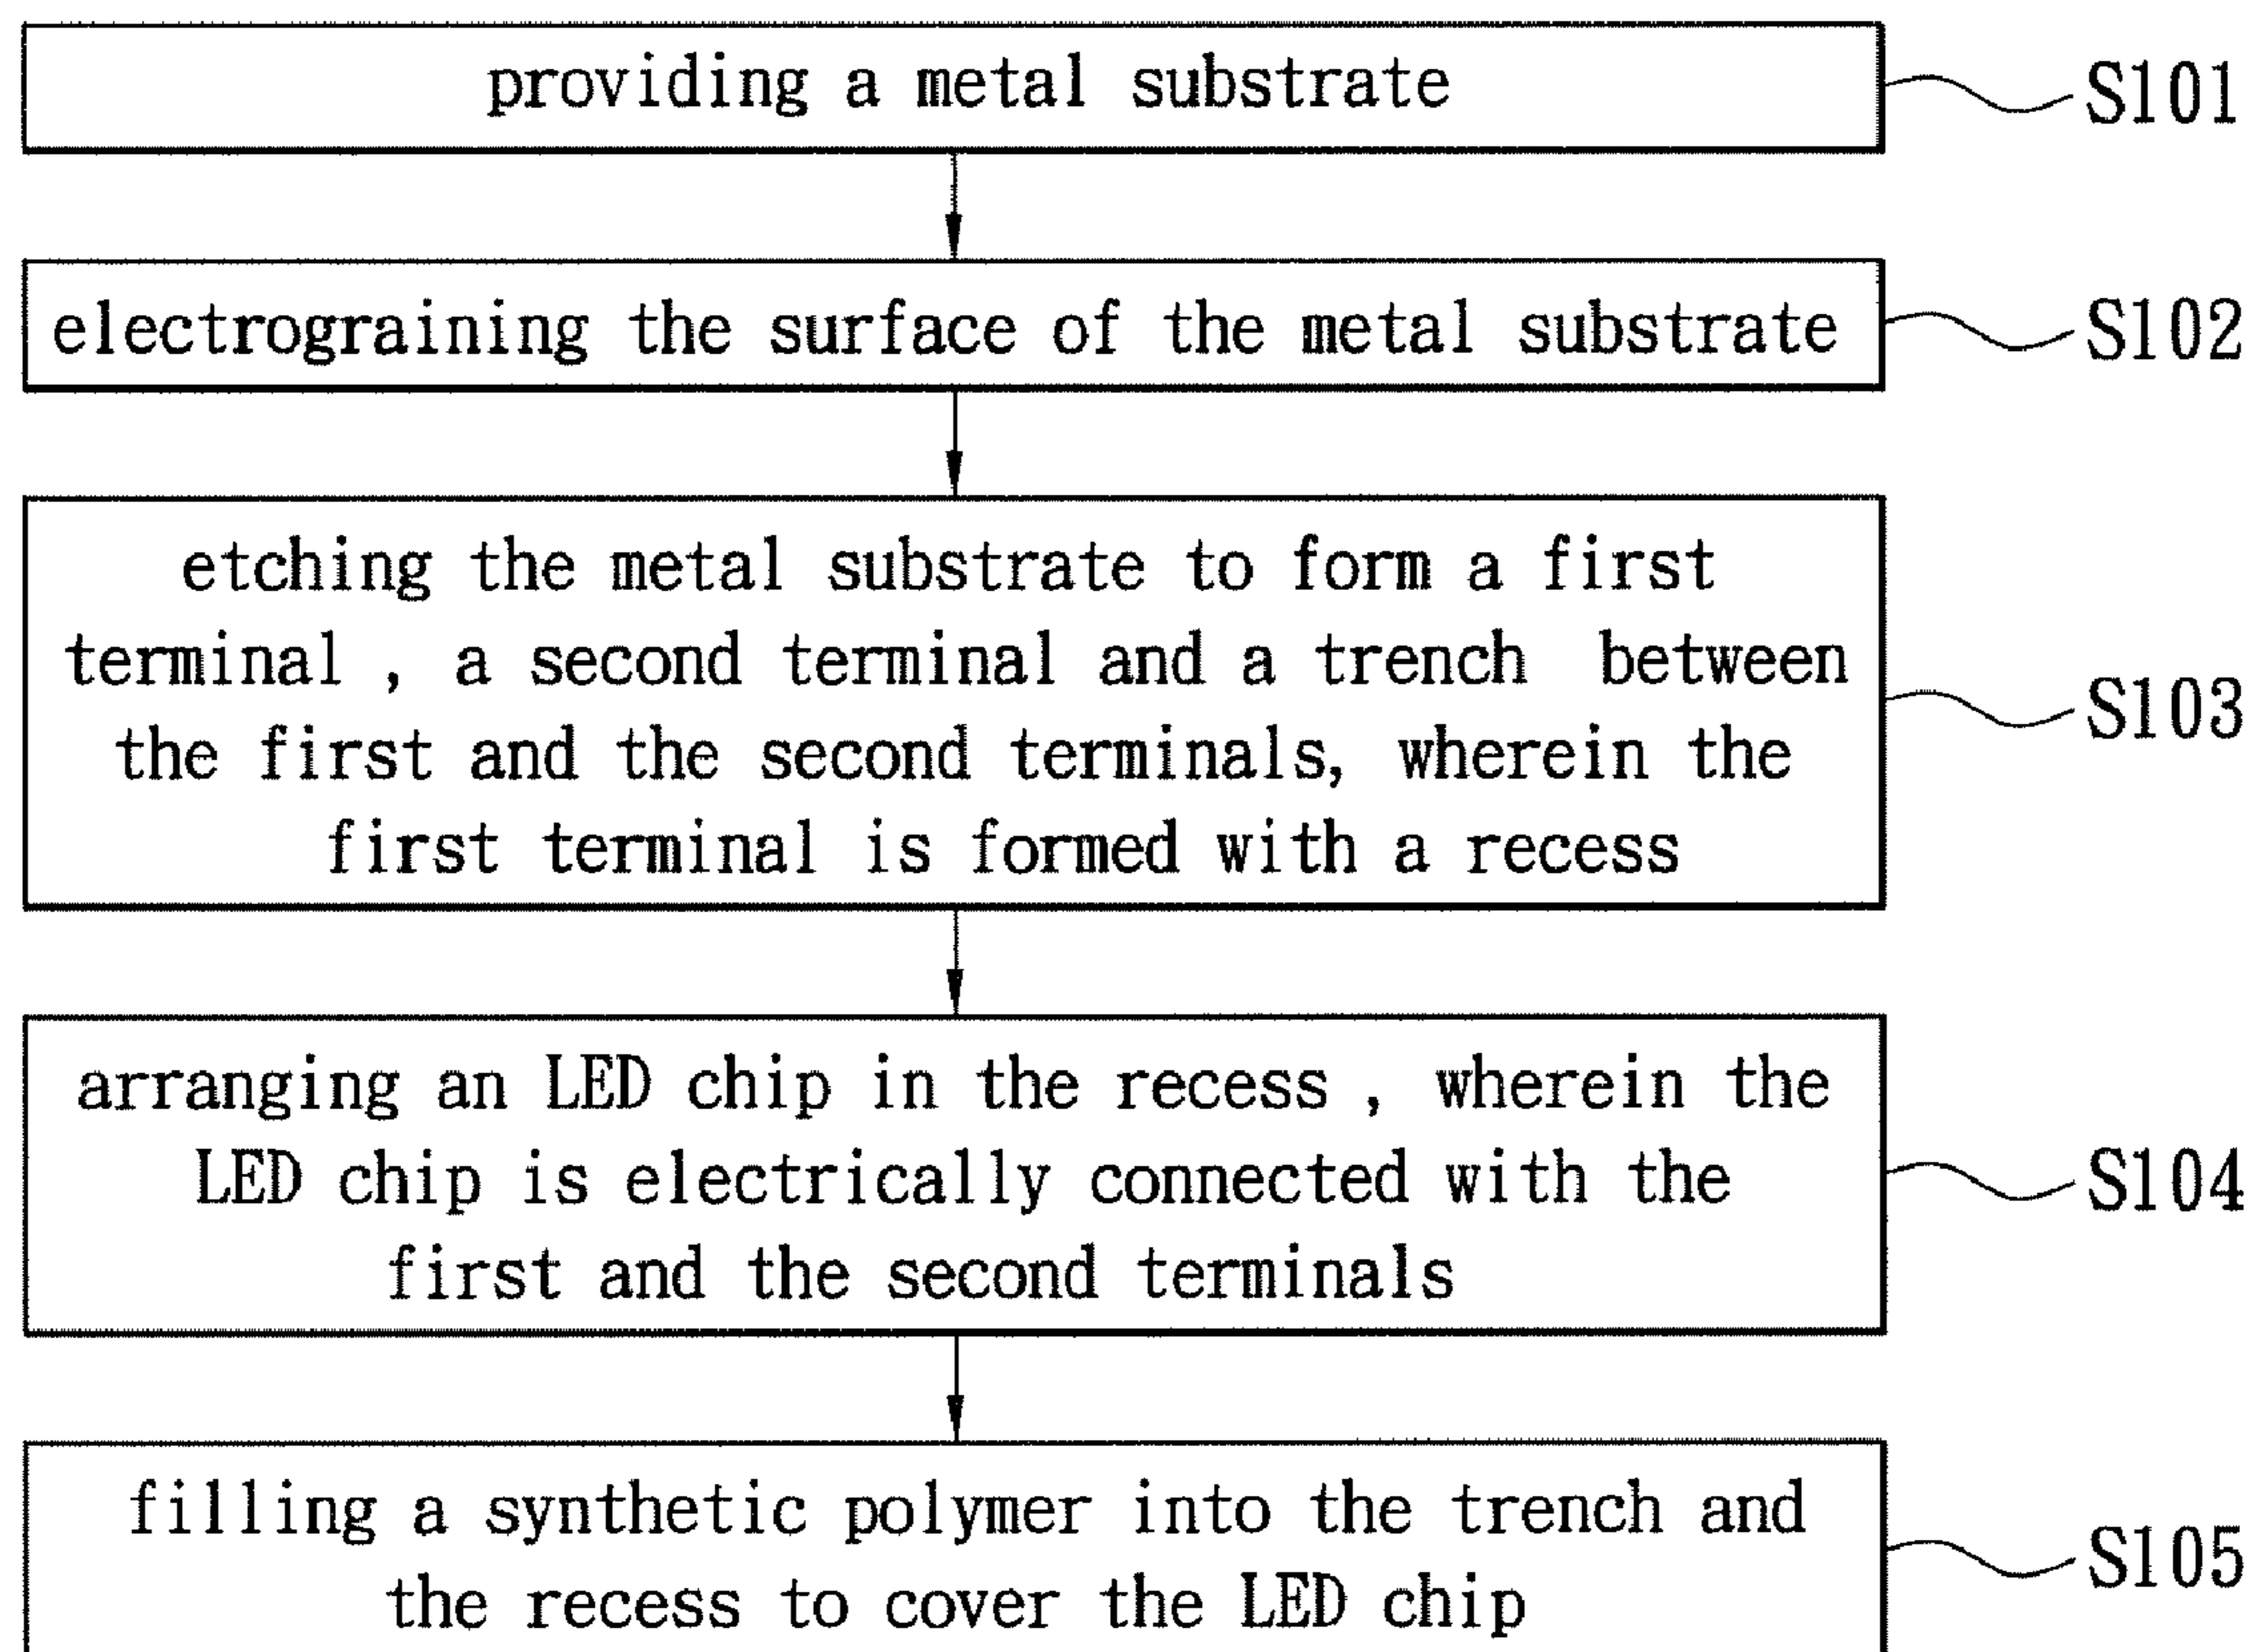 providing a metal substrate
S101
electrograining the surface of the metal substrate
S102
etching the metal substrate to form a first
terminal , a second terminal and a trench between
the first and the second terminals, wherein the
first terminal is formed with a recess
S103
arranging an LED chip in the recess , wherein the
LED chip is electrically connected with the
first and the second terminals
S104
filling a synthetic polymer into the trench and
the recess to cover the LED chip
S105